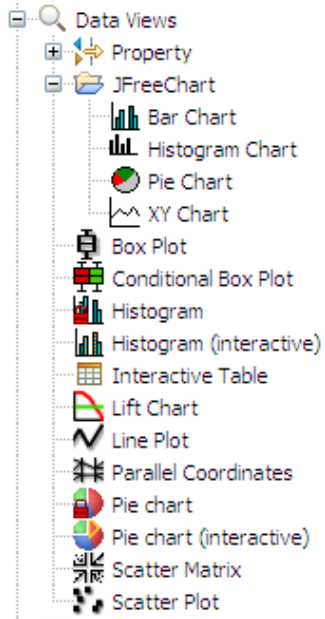 Data Views
Property
JFreeChart
Bar Chart
Histogram Chart
Pie Chart
XY Chart
Box Plot
Conditional Box Plot
Histogram
Histogram (interactive)
Interactive Table
Lift Chart
Line Plot
Parallel Coordinates
Pie chart
Pie chart (interactive)
Scatter Matrix
Scatter Plot